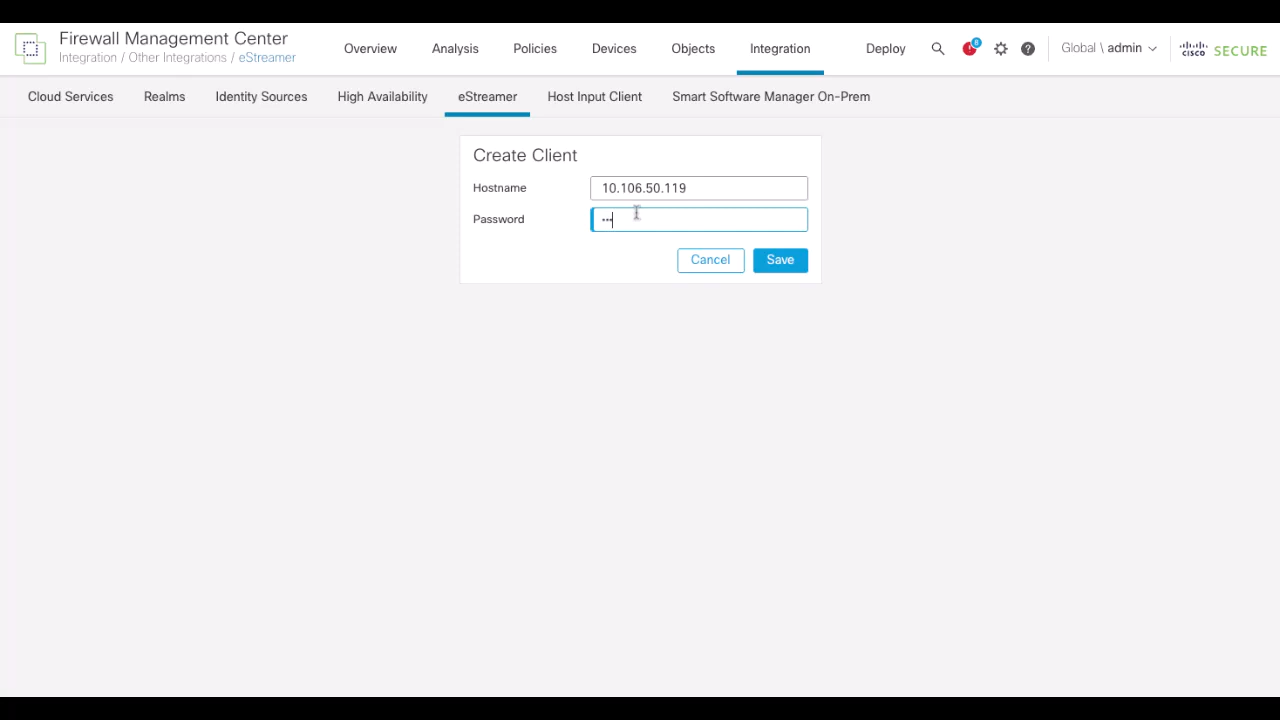 Firewall Management Center
Integration / Other Integrations / eStreamer
Overview Analysis Policies Devices Objects Integration Deploy 8 ? Global \ admin cisco SECURE
Cloud Services Realms Identity Sources High Availability eStreamer Host Input Client Smart Software Manager On-Prem
Create Client
Hostname 10.106.50.119
Password •••
Cancel Save